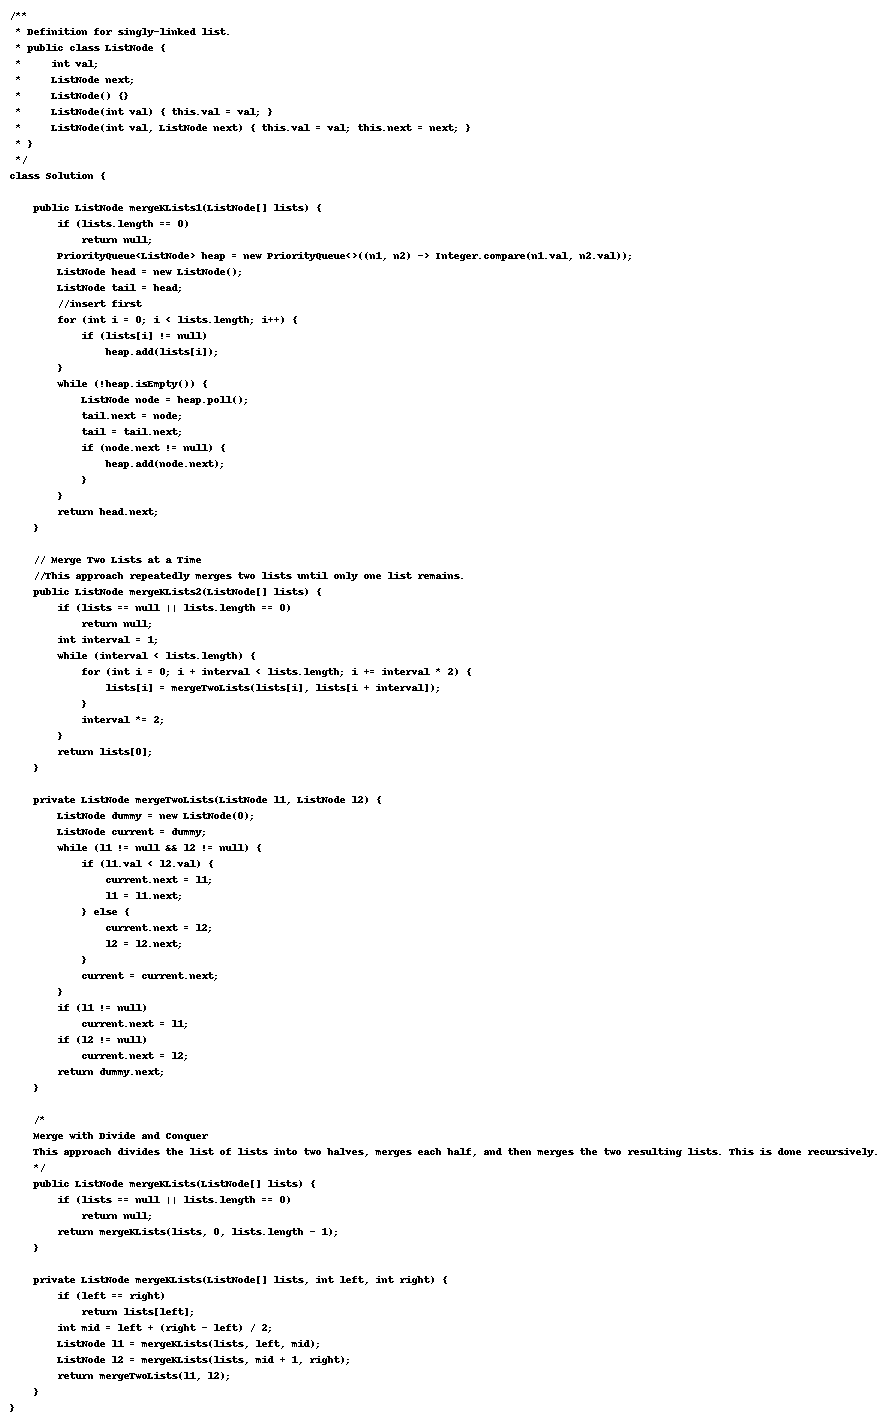 /**
 * Definition for singly-linked list.
 * public class ListNode {
 *     int val;
 *     ListNode next;
 *     ListNode() {}
 *     ListNode(int val) { this.val = val; }
 *     ListNode(int val, ListNode next) { this.val = val; this.next = next; }
 * }
 */
class Solution {

    public ListNode mergeKLists1(ListNode[] lists) {
        if (lists.length == 0)
            return null;
        PriorityQueue<ListNode> heap = new PriorityQueue<>((n1, n2) -> Integer.compare(n1.val, n2.val));
        ListNode head = new ListNode();
        ListNode tail = head;
        //insert first
        for (int i = 0; i < lists.length; i++) {
            if (lists[i] != null)
                heap.add(lists[i]);
        }
        while (!heap.isEmpty()) {
            ListNode node = heap.poll();
            tail.next = node;
            tail = tail.next;
            if (node.next != null) {
                heap.add(node.next);
            }
        }
        return head.next;
    }

    // Merge Two Lists at a Time
    //This approach repeatedly merges two lists until only one list remains.
    public ListNode mergeKLists2(ListNode[] lists) {
        if (lists == null || lists.length == 0)
            return null;
        int interval = 1;
        while (interval < lists.length) {
            for (int i = 0; i + interval < lists.length; i += interval * 2) {
                lists[i] = mergeTwoLists(lists[i], lists[i + interval]);
            }
            interval *= 2;
        }
        return lists[0];
    }

    private ListNode mergeTwoLists(ListNode l1, ListNode l2) {
        ListNode dummy = new ListNode(0);
        ListNode current = dummy;
        while (l1 != null && l2 != null) {
            if (l1.val < l2.val) {
                current.next = l1;
                l1 = l1.next;
            } else {
                current.next = l2;
                l2 = l2.next;
            }
            current = current.next;
        }
        if (l1 != null)
            current.next = l1;
        if (l2 != null)
            current.next = l2;
        return dummy.next;
    }

    /*
    Merge with Divide and Conquer
    This approach divides the list of lists into two halves, merges each half, and then merges the two resulting lists. This is done recursively.
    */
    public ListNode mergeKLists(ListNode[] lists) {
        if (lists == null || lists.length == 0)
            return null;
        return mergeKLists(lists, 0, lists.length - 1);
    }

    private ListNode mergeKLists(ListNode[] lists, int left, int right) {
        if (left == right)
            return lists[left];
        int mid = left + (right - left) / 2;
        ListNode l1 = mergeKLists(lists, left, mid);
        ListNode l2 = mergeKLists(lists, mid + 1, right);
        return mergeTwoLists(l1, l2);
    }
}